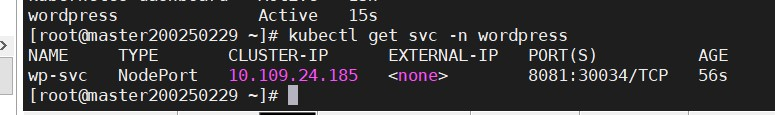 wordpress Active 15s
[root@master200250229 ~]# kubectl get svc -n wordpress
NAME TYPE CLUSTER-IP EXTERNAL-IP PORT(S) AGE
wp-svc NodePort 10.109.24.185 <none> 8081:30034/TCP 56s
[root@master200250229 ~]#